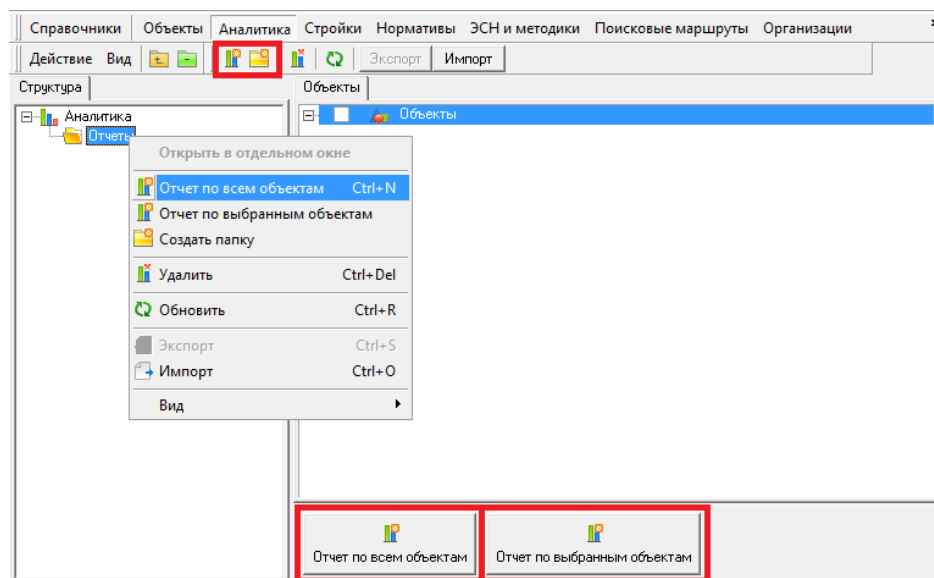 Справочники Объекты Аналитика Стройки Нормативы ЭСН и методики Поисковые маршруты Организации
Действие Вид Экспорт Импорт
Структура Объекты
Аналитика
Отчеты
Объекты
Открыть в отдельном окне
Отчет по всем объектам Ctrl+N
Отчет по выбранным объектам
Создать папку
Удалить Ctrl+Del
Обновить Ctrl+R
Экспорт Ctrl+S
Импорт Ctrl+O
Вид
Отчет по всем объектам Отчет по выбранным объектам